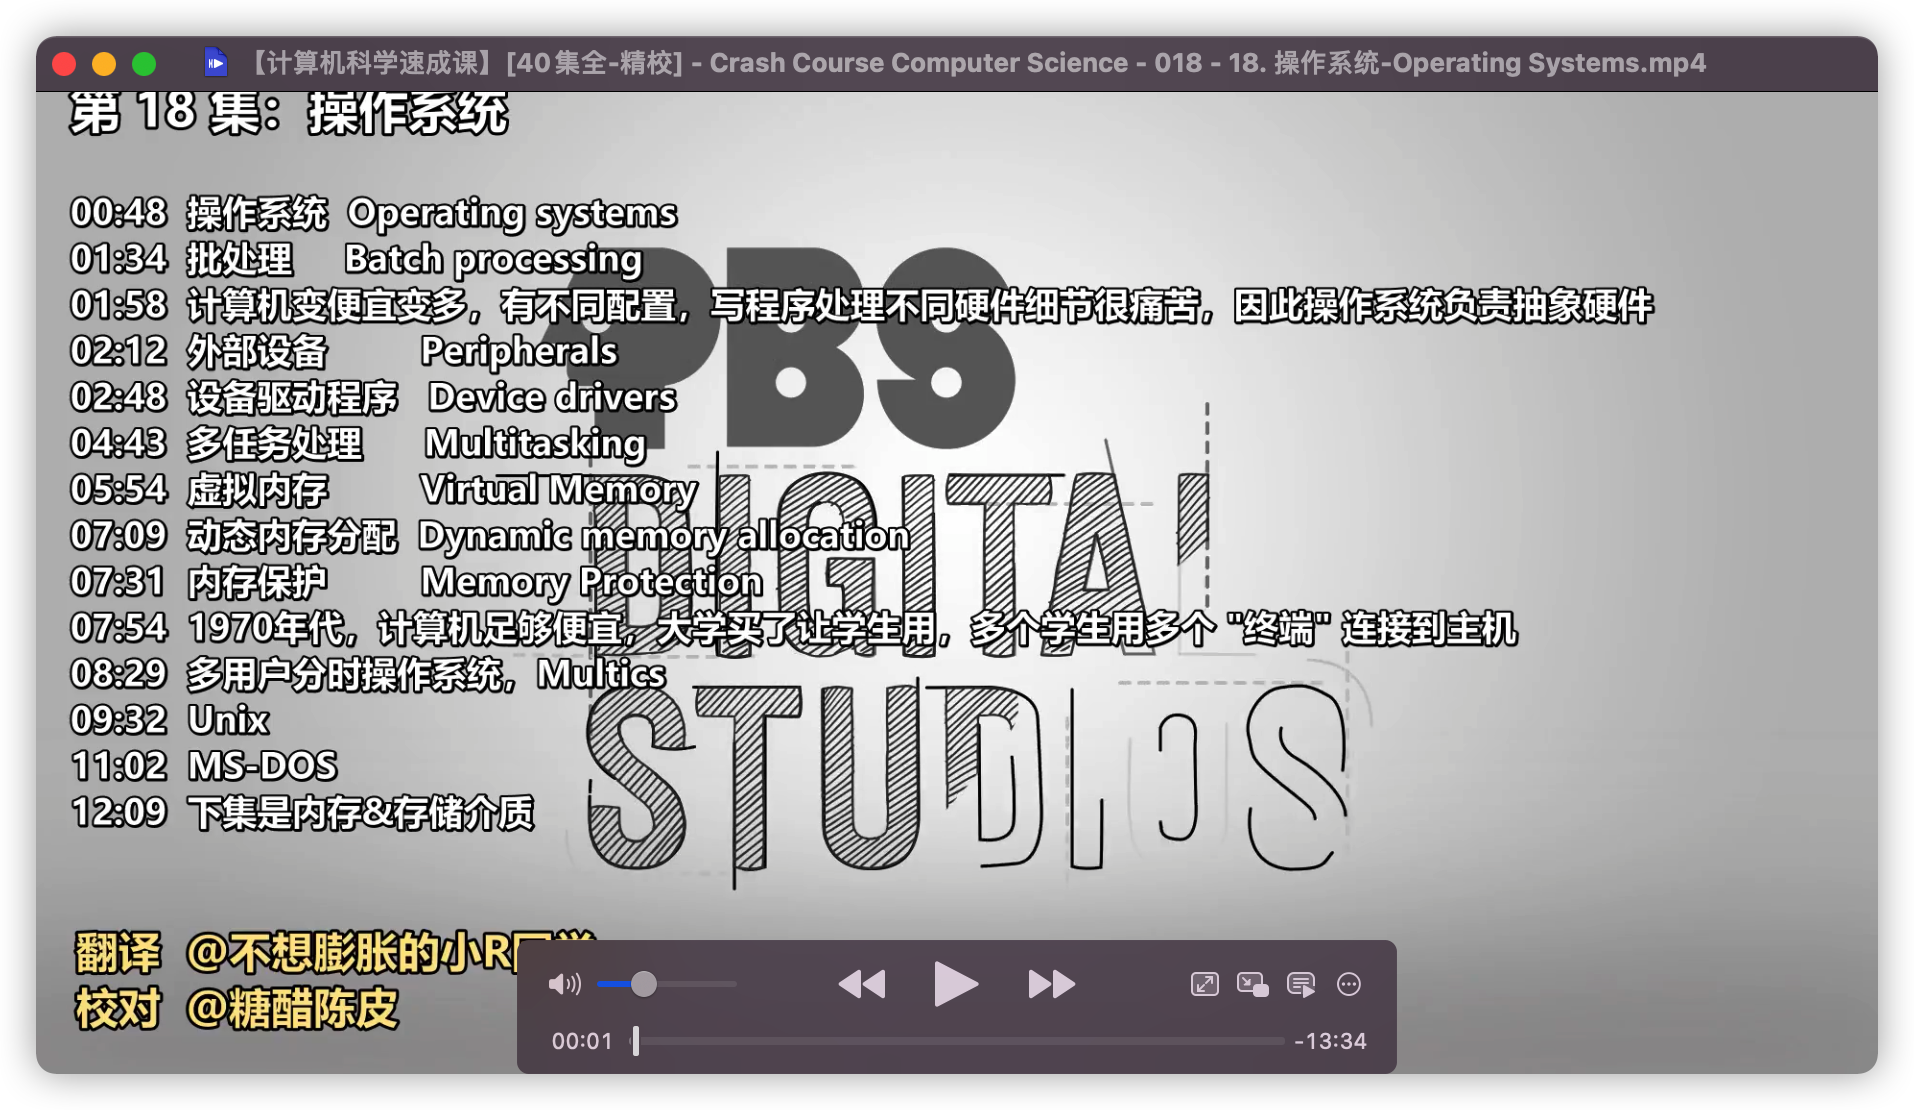 【计算机科学速成课】[40集全-精校] - Crash Course Computer Science - 018 - 18. 操作系统-Operating Systems.mp4
第 18 集：操作系统
00:48 操作系统 Operating systems
01:34 批处理 Batch processing
01:58 计算机变便宜变多，有不同配置，写程序处理不同硬件细节很痛苦，因此操作系统负责抽象硬件
02:12 外部设备 Peripherals
02:48 设备驱动程序 Device drivers
04:43 多任务处理 Multitasking
05:54 虚拟内存 Virtual Memory
07:09 动态内存分配 Dynamic memory allocation
07:31 内存保护 Memory Protection
07:54 1970年代，计算机足够便宜，大学买了让学生用，多个学生用多个 "终端" 连接到主机
08:29 多用户分时操作系统，Multics
09:32 Unix
11:02 MS-DOS
12:09 下集是内存&存储介质
PBS
DIGITAL
STUDIOS
翻译 @不想膨胀的小R同学
校对 @糖醋陈皮
00:01 -13:34